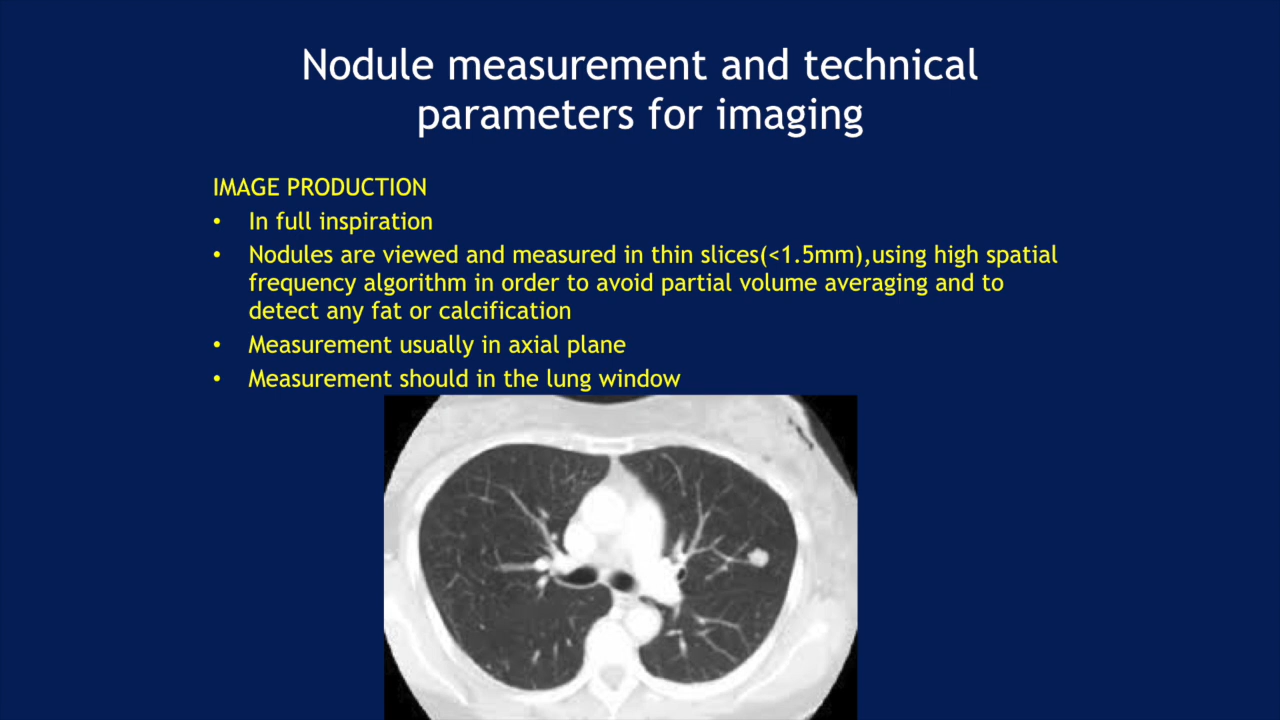 Nodule measurement and technical
parameters for imaging
IMAGE PRODUCTION
• In full inspiration
• Nodules are viewed and measured in thin slices(<1.5mm),using high spatial
frequency algorithm in order to avoid partial volume averaging and to
detect any fat or calcification
• Measurement usually in axial plane
• Measurement should in the lung window